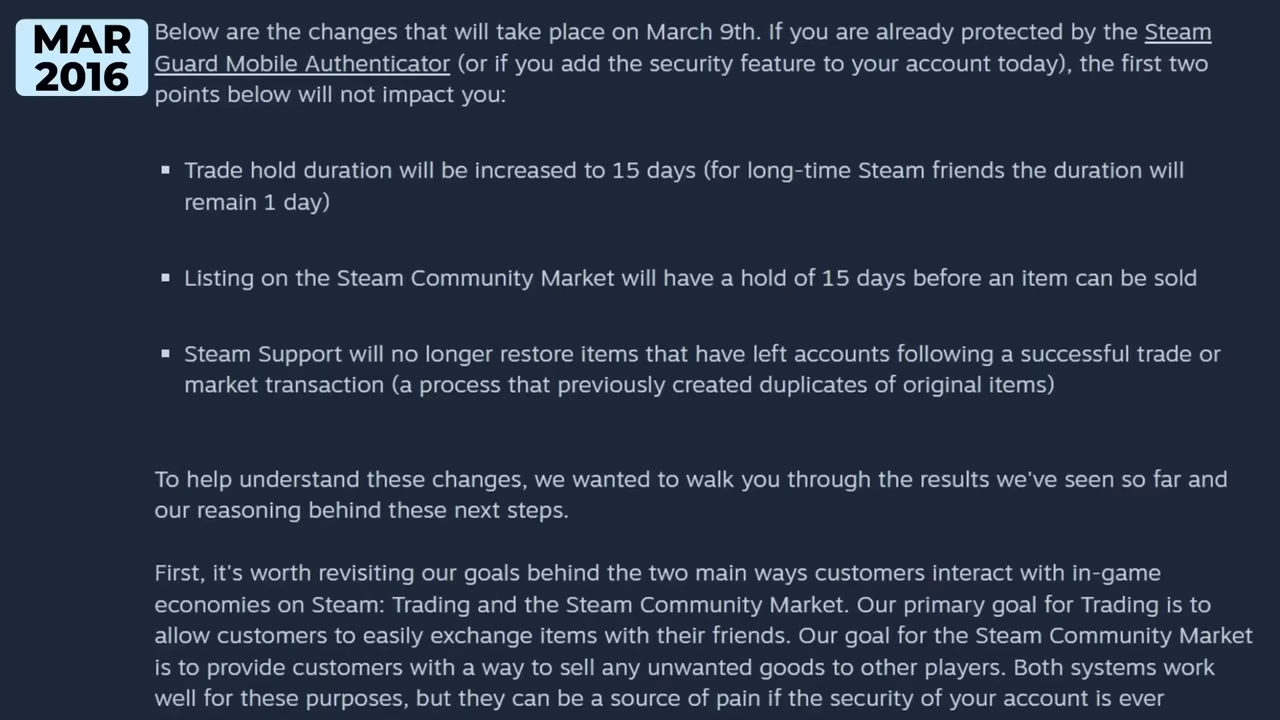 MAR
2016
Below are the changes that will take place on March 9th. If you are already protected by the Steam
Guard Mobile Authenticator (or if you add the security feature to your account today), the first two
points below will not impact you:
▪ Trade hold duration will be increased to 15 days (for long-time Steam friends the duration will
remain 1 day)
▪ Listing on the Steam Community Market will have a hold of 15 days before an item can be sold
▪ Steam Support will no longer restore items that have left accounts following a successful trade or
market transaction (a process that previously created duplicates of original items)
To help understand these changes, we wanted to walk you through the results we've seen so far and
our reasoning behind these next steps.
First, it's worth revisiting our goals behind the two main ways customers interact with in-game
economies on Steam: Trading and the Steam Community Market. Our primary goal for Trading is to
allow customers to easily exchange items with their friends. Our goal for the Steam Community Market
is to provide customers with a way to sell any unwanted goods to other players. Both systems work
well for these purposes, but they can be a source of pain if the security of your account is ever